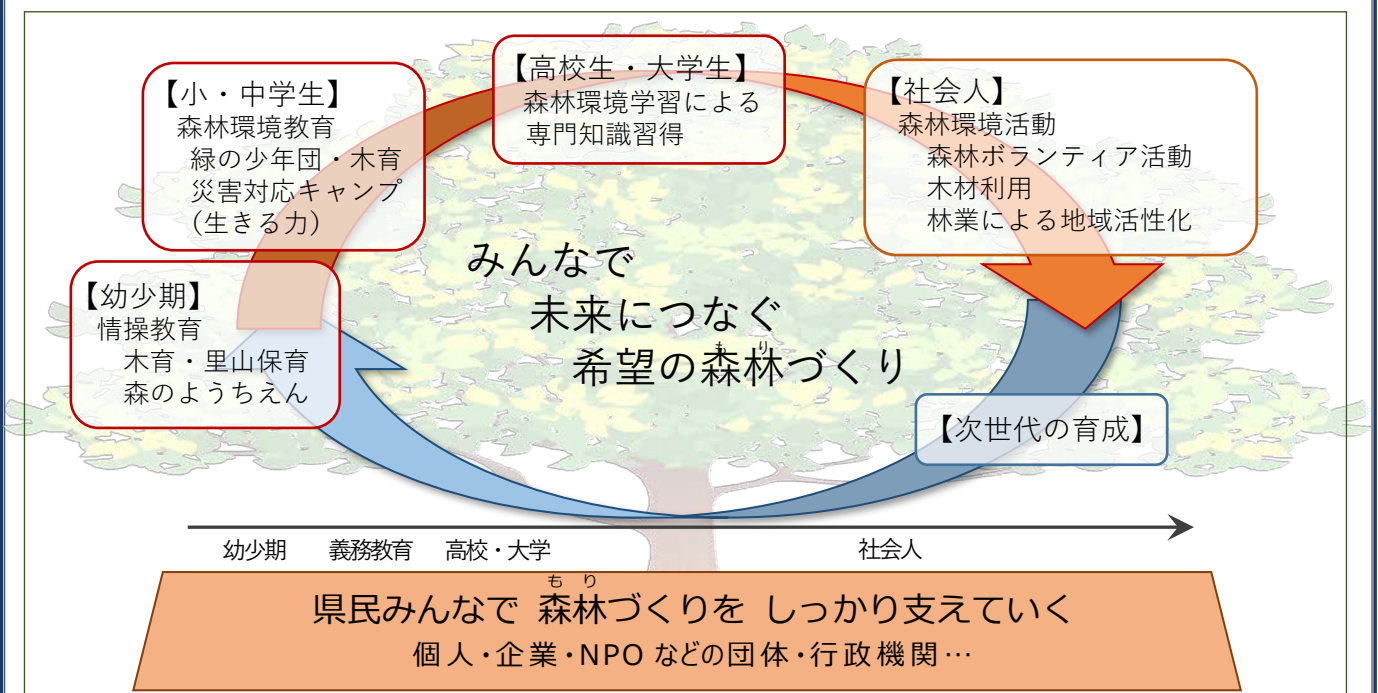 【小・中学生】
森林環境教育
緑の少年団・木育
災害対応キャンプ
（生きる力）
【高校生・大学生】
森林環境学習による
専門知識習得
【社会人】
森林環境活動
森林ボランティア活動
木材利用
林業による地域活性化
【幼少期】
情操教育
木育・里山保育
森のようちえん
みんなで
未来につなぐ
もり
希望の森林づくり
【次世代の育成】
幼少期 義務教育 高校・大学 社会人
もり
県民みんなで 森林づくりを しっかり支えていく
個人・企業・NPO などの団体・行政機関…